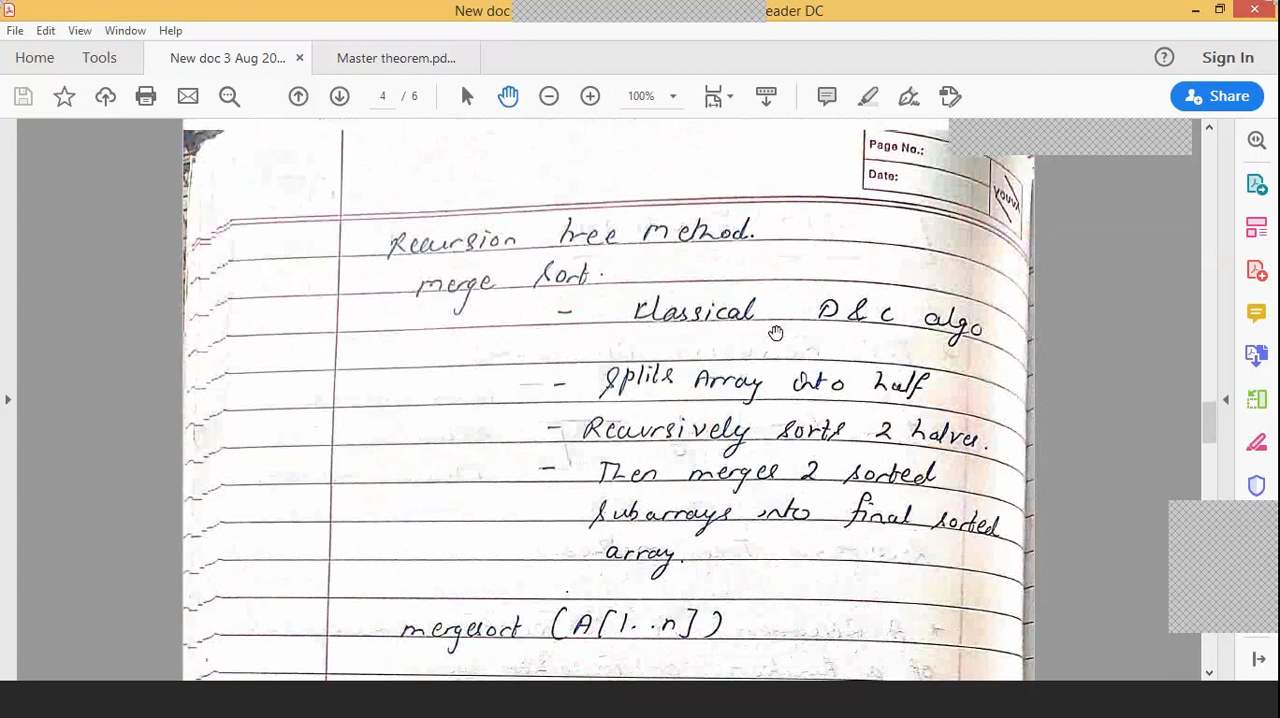 New doc eader DC
File Edit View Window Help
Home Tools New doc 3 Aug 20... × Master theorem.pd... Sign In
4 / 6 100% Share
Page No.:
Date:
YOUVA
Recursion tree method.
merge sort.
- Klassical D & C algo
- Splits Array into half
- Recursively sorts 2 halves.
- Then merges 2 sorted
subarrays into final sorted
array.
mergesort (A[1..n])